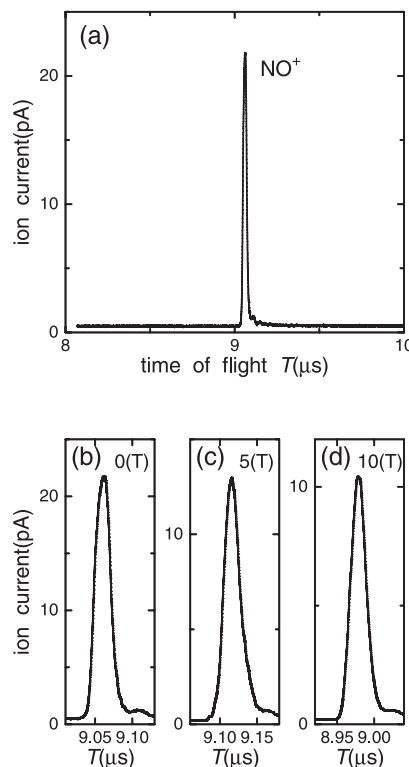 (a)
NO⁺
20
10
0
8
9
10
ion current(pA)
time of flight T(μs)
(b) 0(T)
(c) 5(T)
(d) 10(T)
20
10
0
10
0
10
0
ion current(pA)
9.05 9.10
9.10 9.15
8.95 9.00
T(μs)
T(μs)
T(μs)